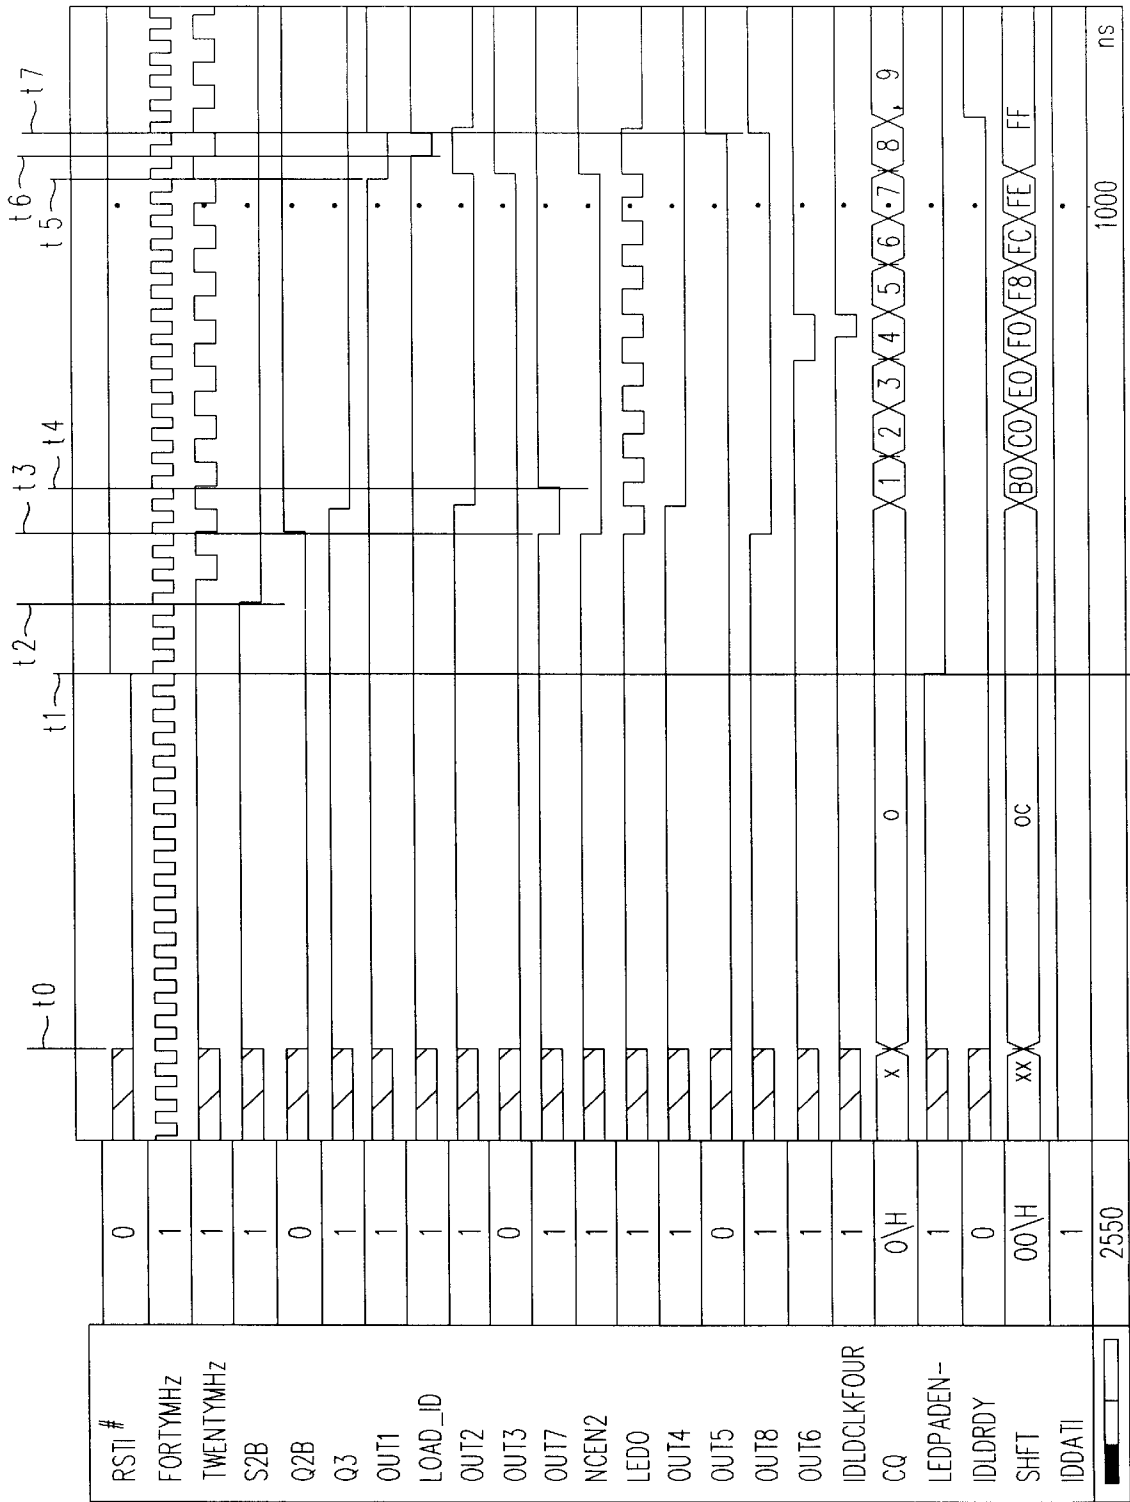 t0
t1
t2
t3
t4
t5
t6
t7
RSTI# 0
FORTYMHz 1
TWENTYMHz 1
S2B 1
Q2B 0
Q3 1
OUT1 1
LOAD_ID 1
OUT2 1
OUT3 0
OUT7 1
NCEN2 1
LED0 1
OUT4 1
OUT5 0
OUT8 1
OUT6 1
IDLDCLKFOUR 1
CQ 0\H X 0 1 2 3 4 5 6 7 8 , 9
LEDPADEN- 1
IDLDRDY 0
SHFT 00\H XX 0C B0 C0 E0 F0 F8 FC FE FF
IDDATI 1
2550 1000 ns